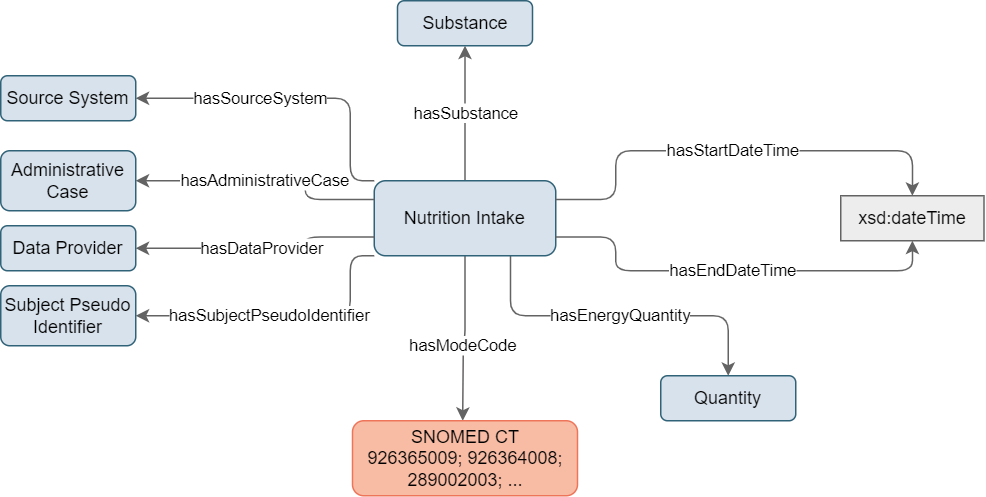 Substance
Source System
hasSourceSystem
hasSubstance
hasStartDateTime
Administrative
Case
hasAdministrativeCase
Nutrition Intake
xsd:dateTime
Data Provider
hasDataProvider
hasEndDateTime
Subject Pseudo
Identifier
hasSubjectPseudoIdentifier
hasEnergyQuantity
hasModeCode
Quantity
SNOMED CT
926365009; 926364008;
289002003; ...